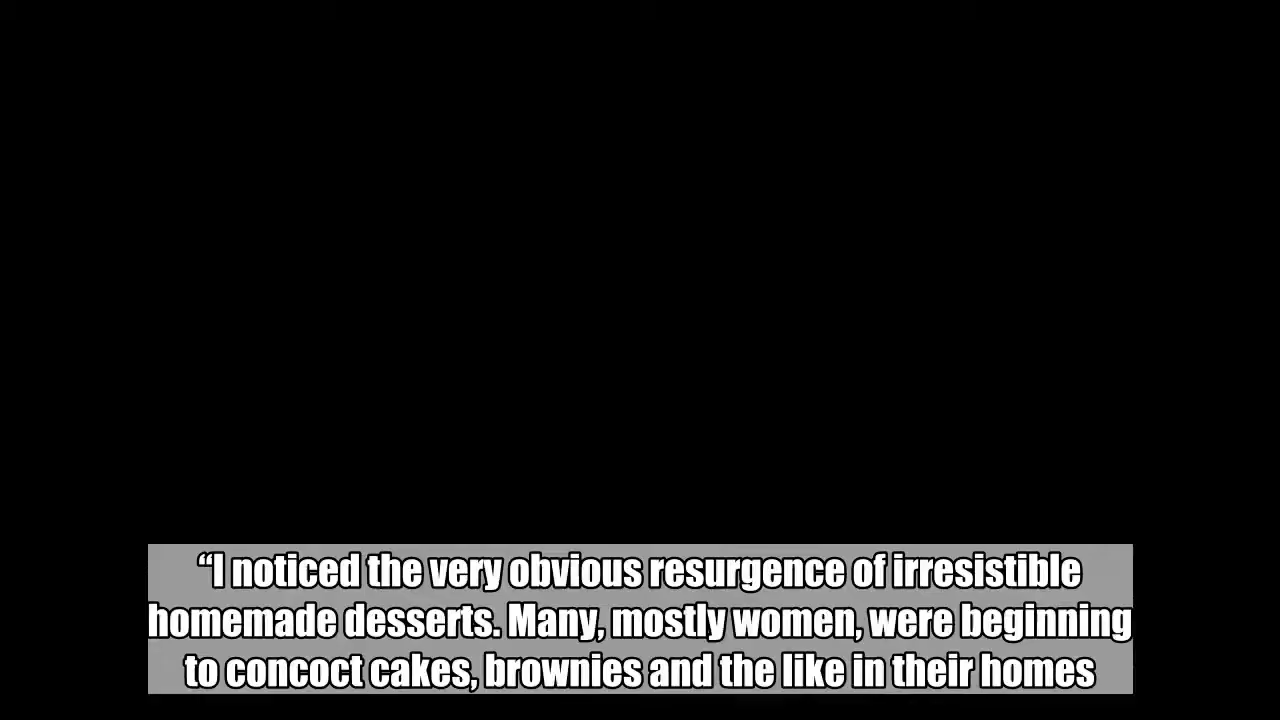 “I noticed the very obvious resurgence of irresistible
homemade desserts. Many, mostly women, were beginning
to concoct cakes, brownies and the like in their homes